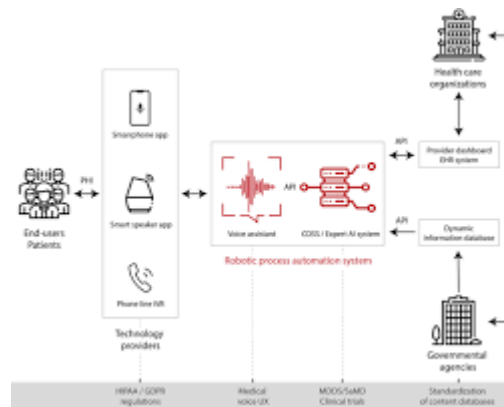 Health care
organizations
Smartphone app
API
Provider dashboard
EHR system
PHI
API
End-users
Patients
Smart speaker app
Voice assistant
CDSS / Expert AI system
API
Dynamic
information database
Robotic process automation system
Phone line IVR
Technology
providers
Governmental
agencies
HIPAA / GDPR
regulations
Medical
voice UX
MDDS/SaMD
Clinical trials
Standardization
of content databases